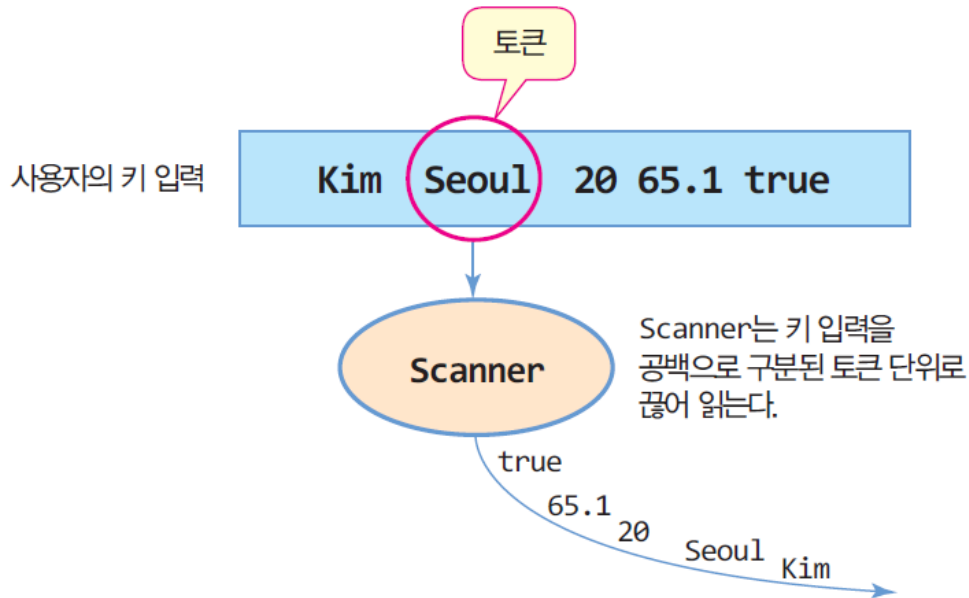 토큰
사용자의 키 입력
Kim Seoul 20 65.1 true
Scanner
Scanner는 키 입력을
공백으로 구분된 토큰 단위로
끊어 읽는다.
true
65.1
20
Seoul
Kim